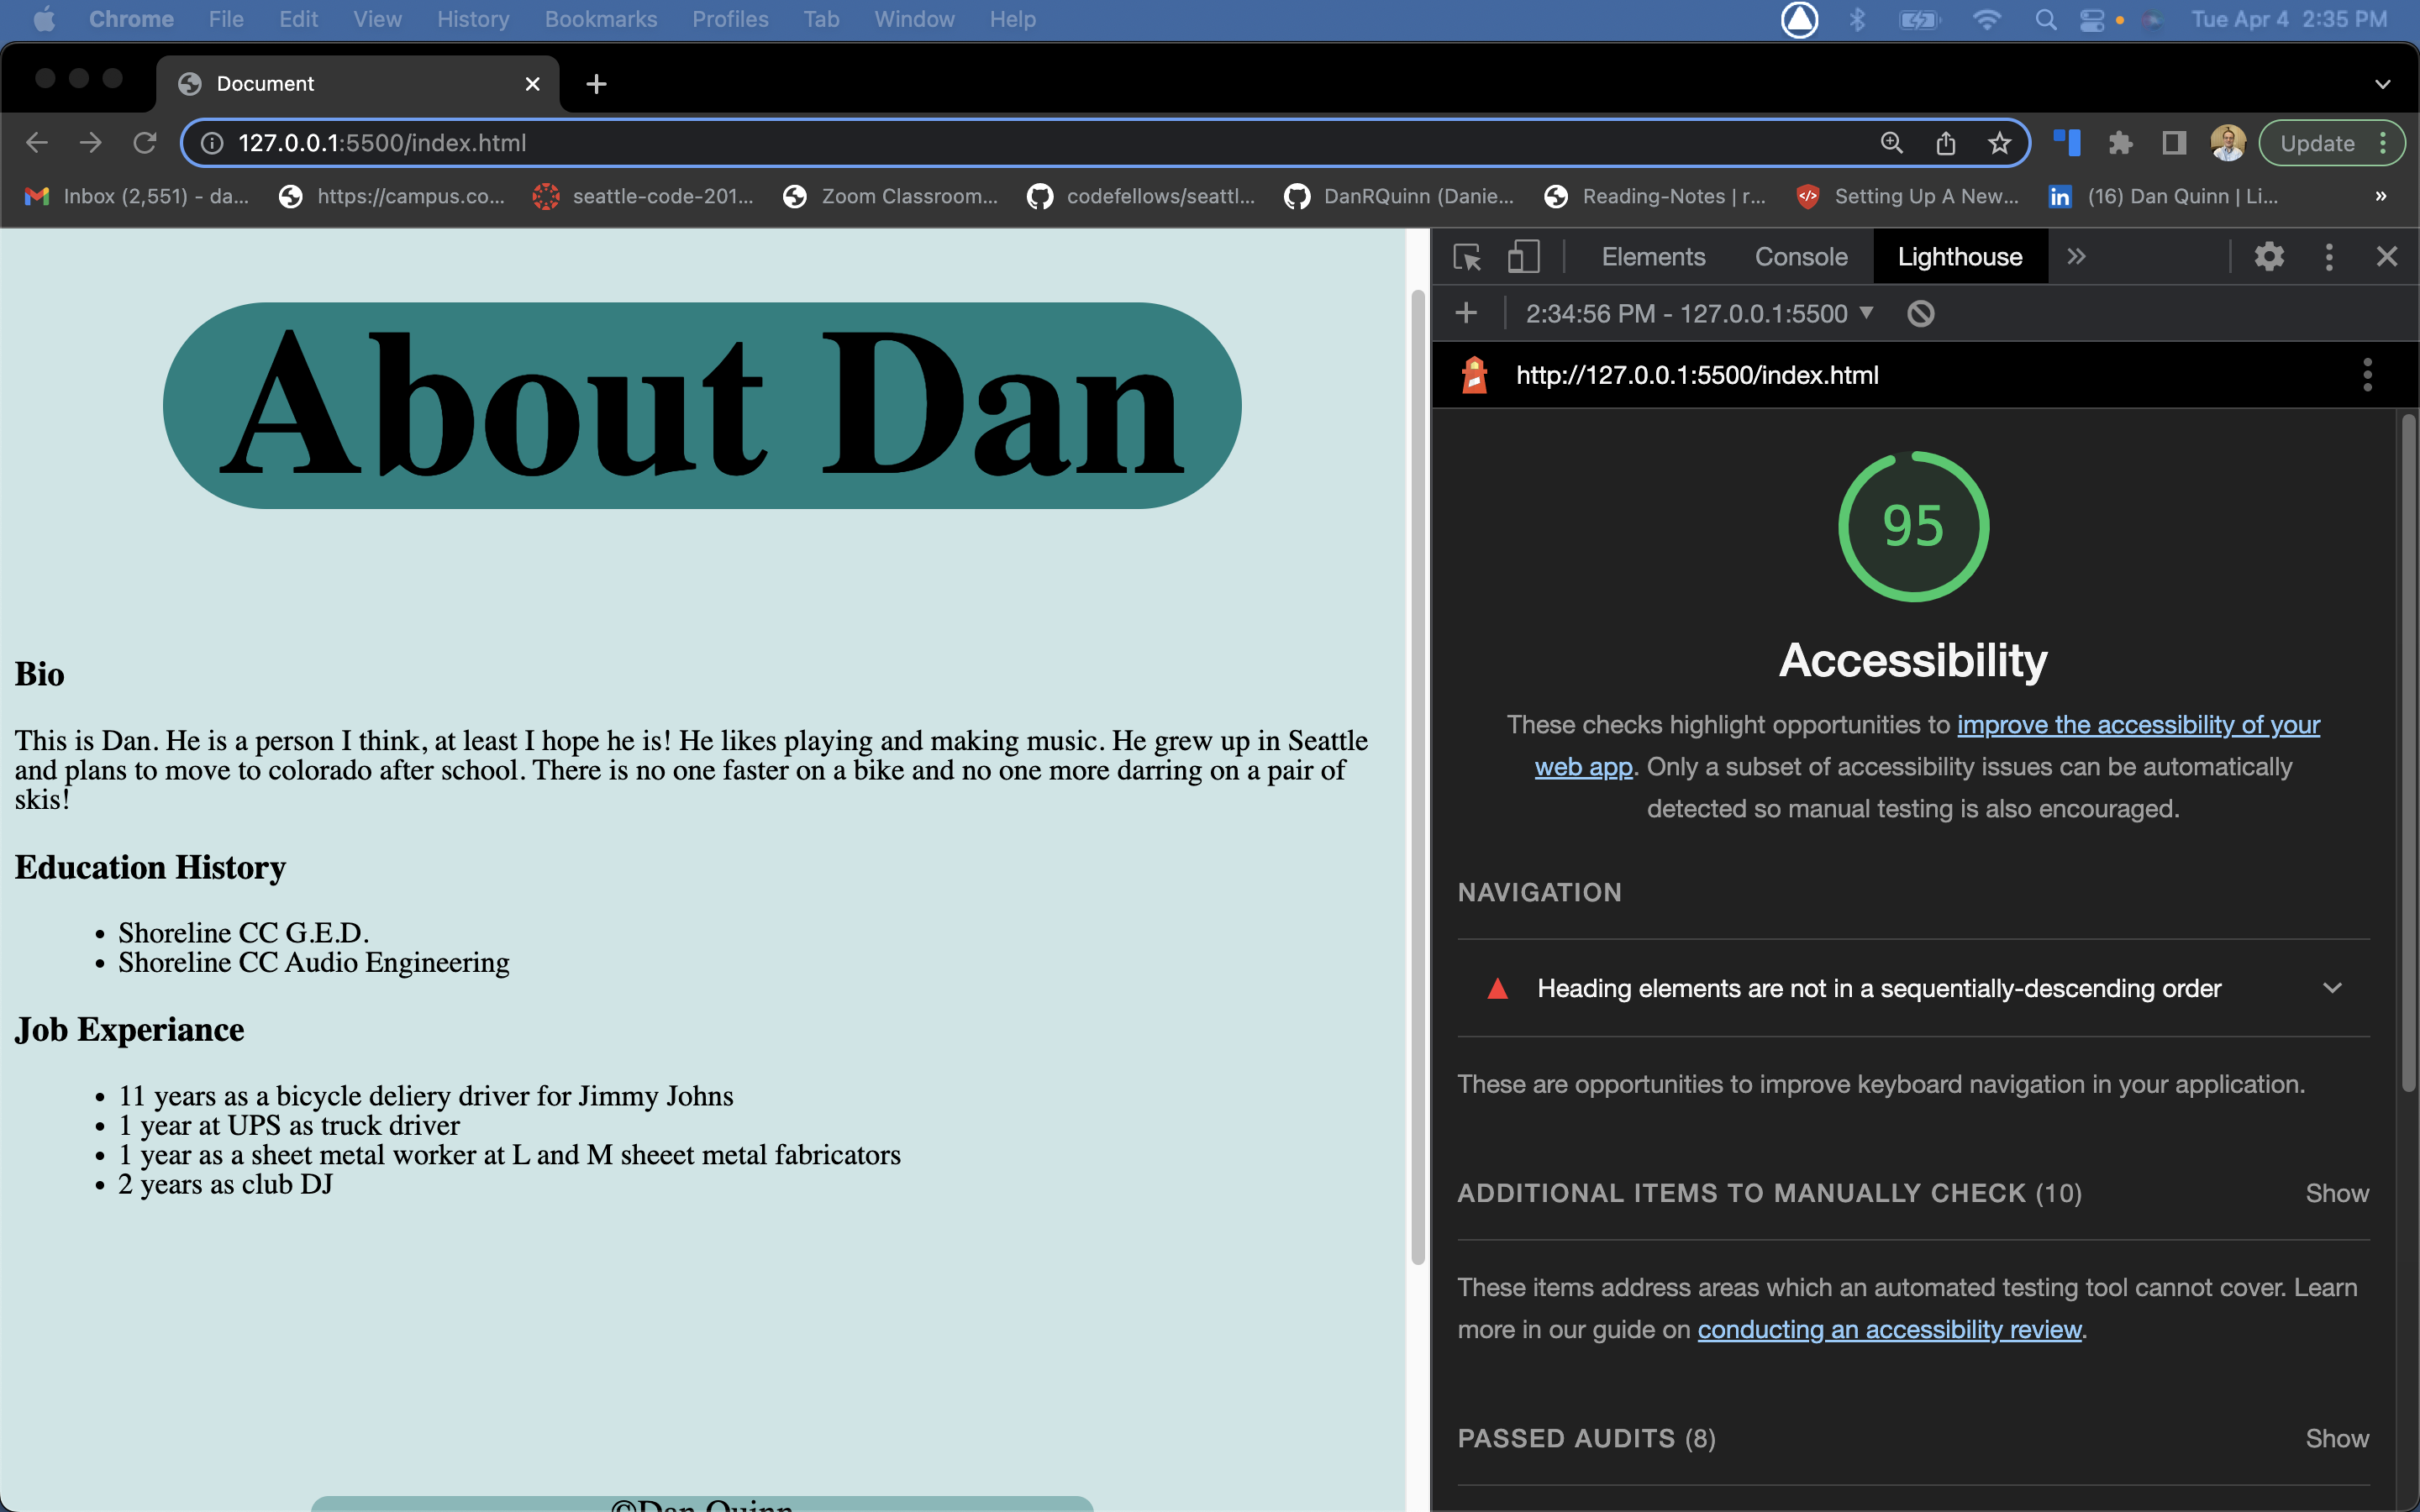 Chrome File Edit View History Bookmarks Profiles Tab Window Help Tue Apr 4 2:35 PM
Document
127.0.0.1:5500/index.html Update
Inbox (2,551) - da... https://campus.co... seattle-code-201... Zoom Classroom... codefellows/seattl... DanRQuinn (Danie... Reading-Notes | r... Setting Up A New... in (16) Dan Quinn | Li... »
About Dan
Bio
This is Dan. He is a person I think, at least I hope he is! He likes playing and making music. He grew up in Seattle
and plans to move to colorado after school. There is no one faster on a bike and no one more darring on a pair of
skis!
Education History
• Shoreline CC G.E.D.
• Shoreline CC Audio Engineering
Job Experiance
• 11 years as a bicycle deliery driver for Jimmy Johns
• 1 year at UPS as truck driver
• 1 year as a sheet metal worker at L and M sheeet metal fabricators
• 2 years as club DJ
©Dan Quinn
Elements Console Lighthouse »
2:34:56 PM - 127.0.0.1:5500
http://127.0.0.1:5500/index.html
95
Accessibility
These checks highlight opportunities to improve the accessibility of your
web app. Only a subset of accessibility issues can be automatically
detected so manual testing is also encouraged.
NAVIGATION
Heading elements are not in a sequentially-descending order
These are opportunities to improve keyboard navigation in your application.
ADDITIONAL ITEMS TO MANUALLY CHECK (10) Show
These items address areas which an automated testing tool cannot cover. Learn
more in our guide on conducting an accessibility review.
PASSED AUDITS (8) Show